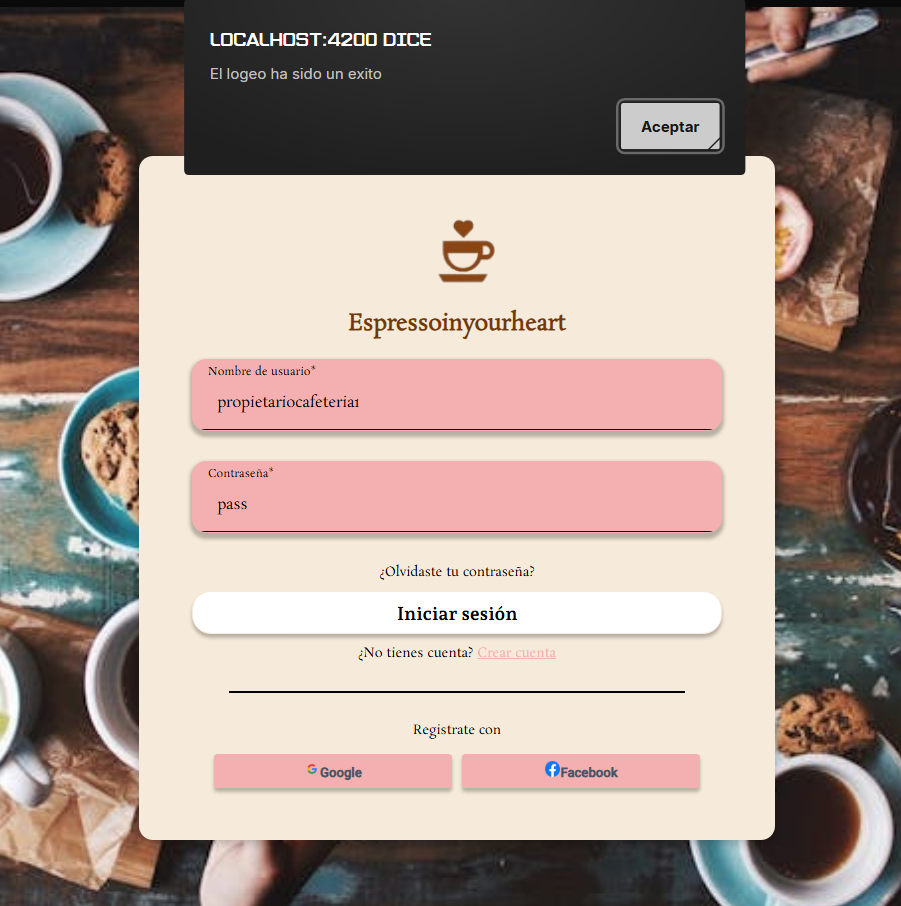 LOCALHOST:4200 DICE
El logeo ha sido un exito
Aceptar
Espressoinyourheart
Nombre de usuario*
propietariocafeteria1
Contraseña*
pass
¿Olvidaste tu contraseña?
Iniciar sesión
¿No tienes cuenta? Crear cuenta
Registrate con
Google
Facebook